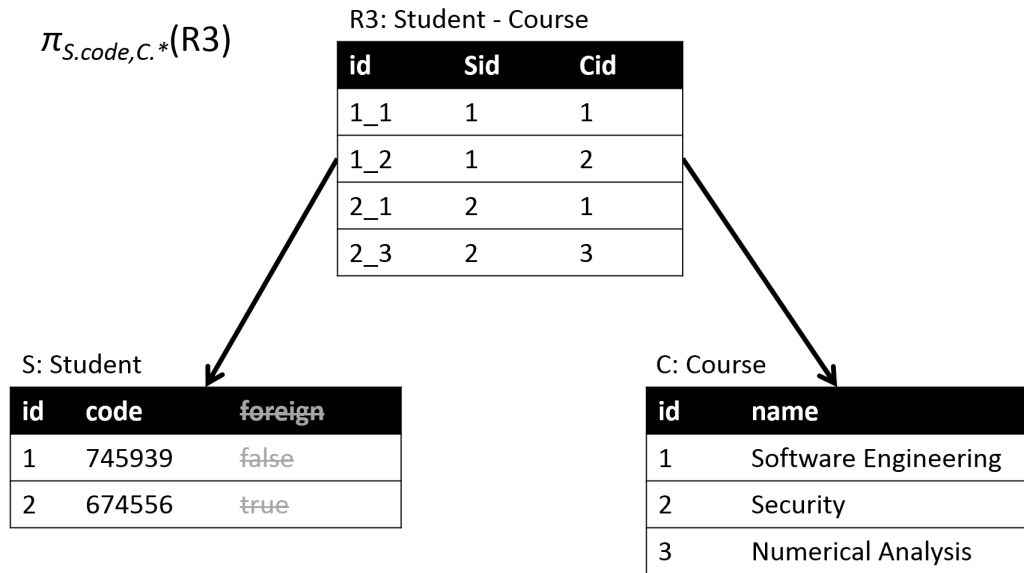 π S.code,C.*(R3)
R3: Student - Course
id Sid Cid
1_1 1 1
1_2 1 2
2_1 2 1
2_3 2 3
S: Student
id code foreign
1 745939 false
2 674556 true
C: Course
id name
1 Software Engineering
2 Security
3 Numerical Analysis